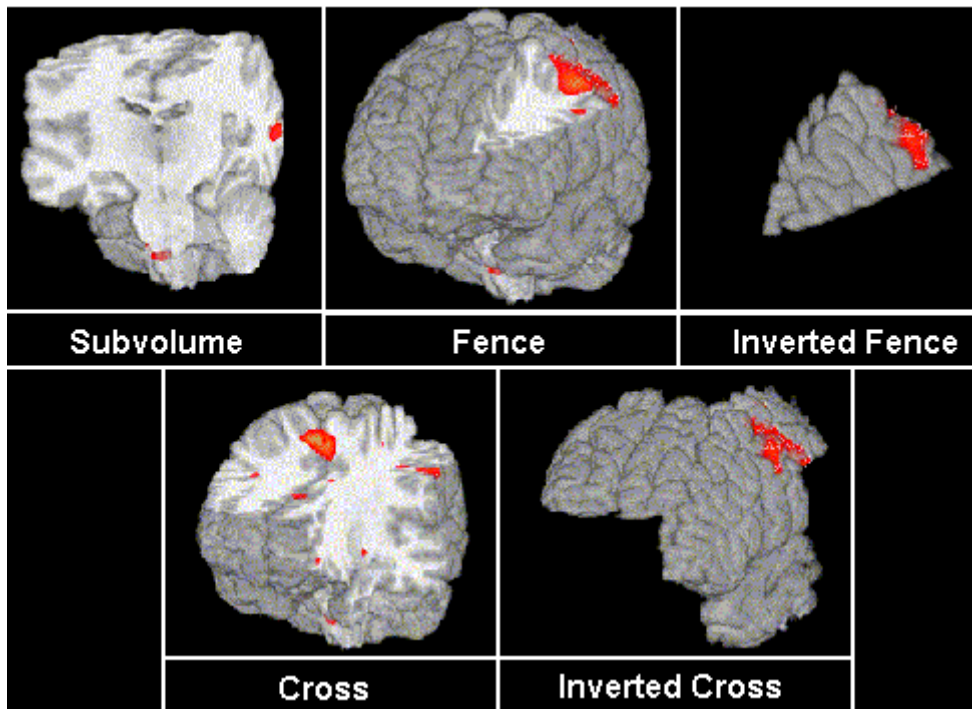 Subvolume
Fence
Inverted Fence
Cross
Inverted Cross